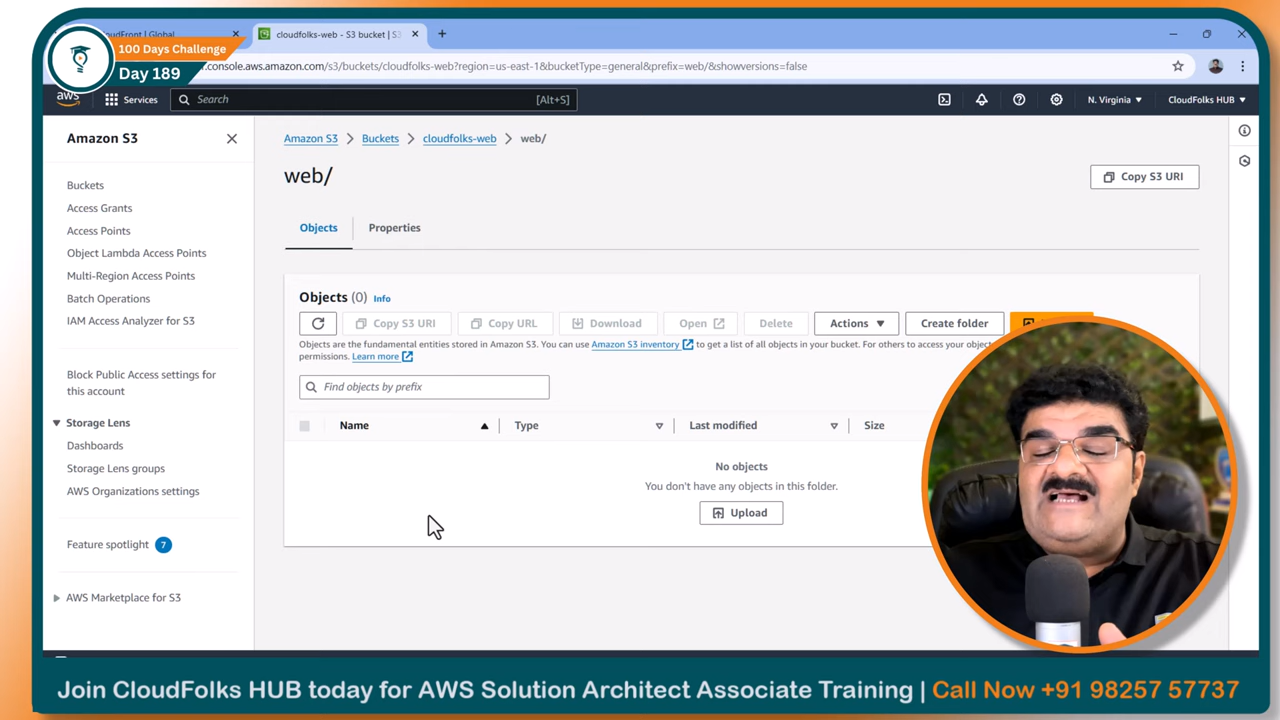 100 Days Challenge
Day 189
CloudFront | Global
cloudfolks-web - S3 bucket | S3
console.aws.amazon.com/s3/buckets/cloudfolks-web?region=us-east-1&bucketType=general&prefix=web/&showversions=false
aws
Services
Search
[Alt+S]
N. Virginia
CloudFolks HUB
Amazon S3
Buckets
Access Grants
Access Points
Object Lambda Access Points
Multi-Region Access Points
Batch Operations
IAM Access Analyzer for S3
Block Public Access settings for
this account
Storage Lens
Dashboards
Storage Lens groups
AWS Organizations settings
Feature spotlight 7
AWS Marketplace for S3
Amazon S3 > Buckets > cloudfolks-web > web/
web/
Copy S3 URI
Objects
Properties
Objects (0) Info
Copy S3 URI
Copy URL
Download
Open
Delete
Actions
Create folder
Objects are the fundamental entities stored in Amazon S3. You can use Amazon S3 inventory to get a list of all objects in your bucket. For others to access your
permissions. Learn more
Find objects by prefix
Name
Type
Last modified
Size
No objects
You don't have any objects in this folder.
Upload
Join CloudFolks HUB today for AWS Solution Architect Associate Training | Call Now +91 98257 57737